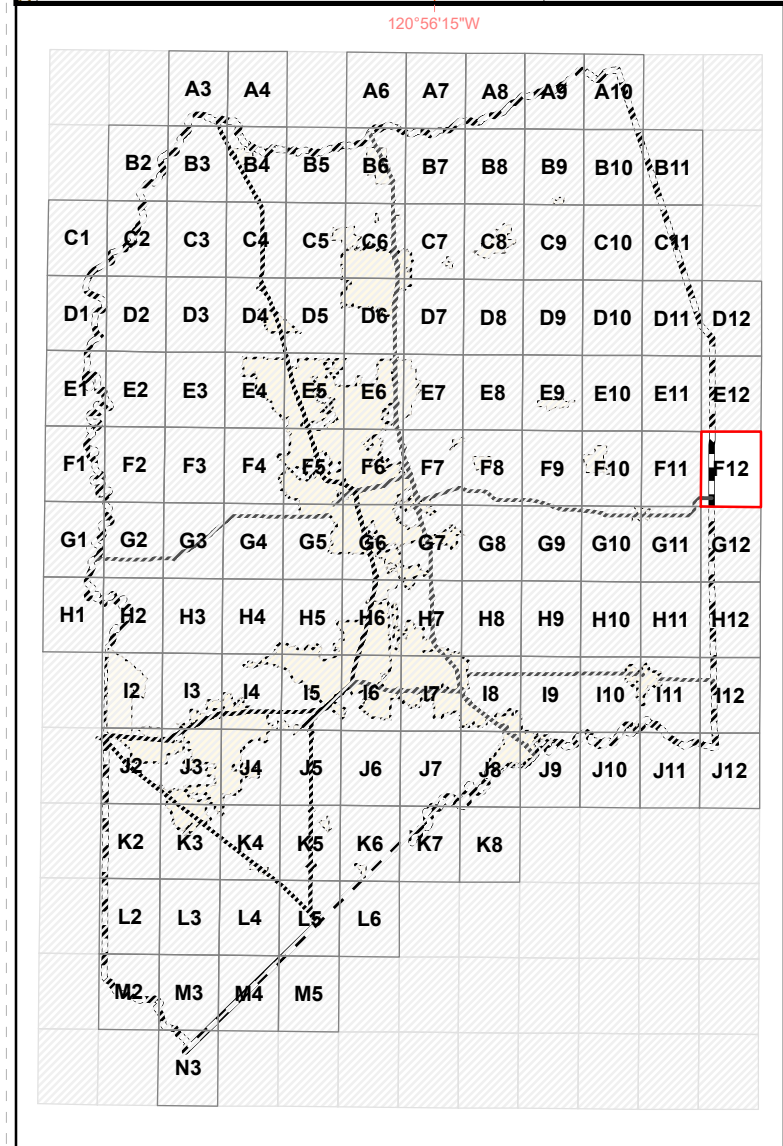 120°56'15"W
A3 A4 A6 A7 A8 A9 A10
B2 B3 B4 B5 B6 B7 B8 B9 B10 B11
C1 C2 C3 C4 C5 C6 C7 C8 C9 C10 C11
D1 D2 D3 D4 D5 D6 D7 D8 D9 D10 D11 D12
E1 E2 E3 E4 E5 E6 E7 E8 E9 E10 E11 E12
F1 F2 F3 F4 F5 F6 F7 F8 F9 F10 F11 F12
G1 G2 G3 G4 G5 G6 G7 G8 G9 G10 G11 G12
H1 H2 H3 H4 H5 H6 H7 H8 H9 H10 H11 H12
I2 I3 I4 I5 I6 I7 I8 I9 I10 I11 I12
J2 J3 J4 J5 J6 J7 J8 J9 J10 J11 J12
K2 K3 K4 K5 K6 K7 K8
L2 L3 L4 L5 L6
M2 M3 M4 M5
N3